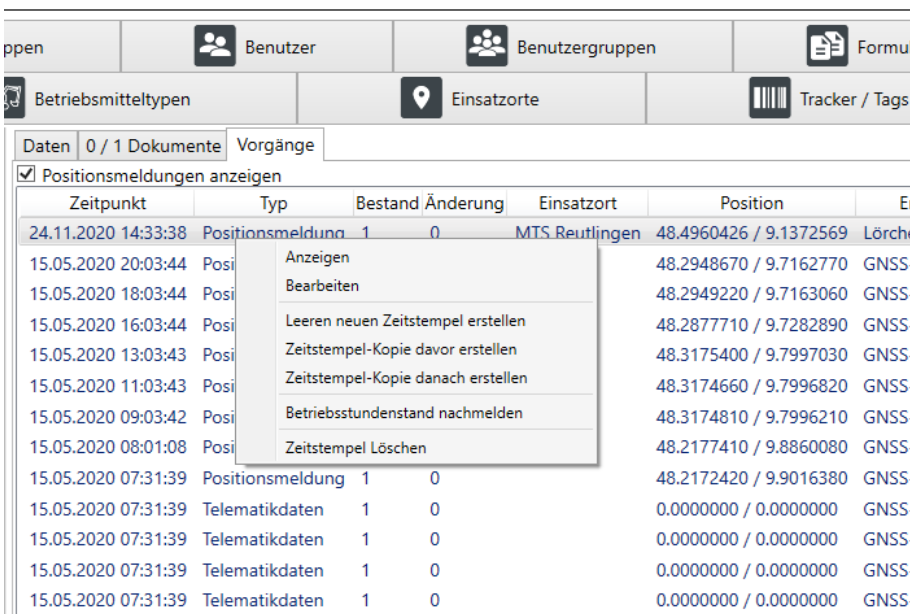 ppen Benutzer Benutzergruppen Formu
Betriebsmitteltypen Einsatzorte Tracker / Tags
Daten 0 / 1 Dokumente Vorgänge
Positionsmeldungen anzeigen
Zeitpunkt Typ Bestand Änderung Einsatzort Position E
24.11.2020 14:33:38 Positionsmeldung 1 0 MTS Reutlingen 48.4960426 / 9.1372569 Lörche
15.05.2020 20:03:44 Posi 48.2948670 / 9.7162770 GNSS
15.05.2020 18:03:44 Posi 48.2949220 / 9.7163060 GNSS
15.05.2020 16:03:44 Posi 48.2877710 / 9.7282890 GNSS
15.05.2020 13:03:43 Posi 48.3175400 / 9.7997030 GNSS
15.05.2020 11:03:43 Posi 48.3174660 / 9.7996820 GNSS
15.05.2020 09:03:42 Posi 48.3174810 / 9.7996210 GNSS
15.05.2020 08:01:08 Posi 48.2177410 / 9.8860080 GNSS
15.05.2020 07:31:39 Positionsmeldung 1 0 48.2172420 / 9.9016380 GNSS
15.05.2020 07:31:39 Telematikdaten 1 0 0.0000000 / 0.0000000 GNSS
15.05.2020 07:31:39 Telematikdaten 1 0 0.0000000 / 0.0000000 GNSS
15.05.2020 07:31:39 Telematikdaten 1 0 0.0000000 / 0.0000000 GNSS
15.05.2020 07:31:39 Telematikdaten 1 0 0.0000000 / 0.0000000 GNSS
Anzeigen
Bearbeiten
Leeren neuen Zeitstempel erstellen
Zeitstempel-Kopie davor erstellen
Zeitstempel-Kopie danach erstellen
Betriebsstundenstand nachmelden
Zeitstempel Löschen